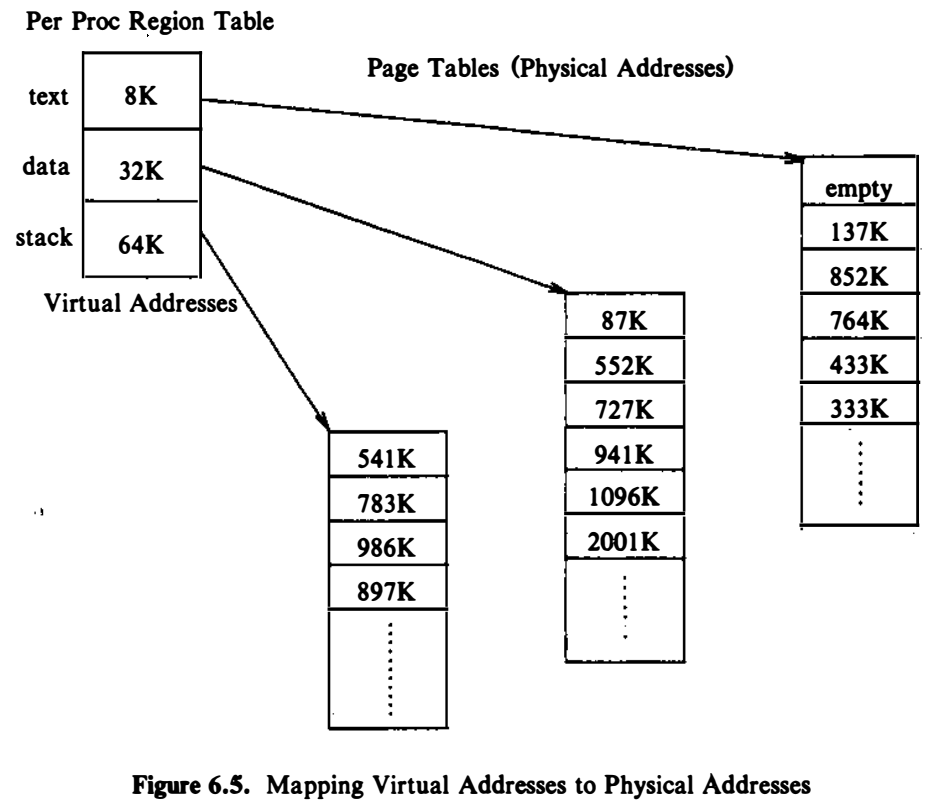 Per Proc Region Table
Page Tables (Physical Addresses)
text 8K
data 32K
stack 64K
Virtual Addresses
empty
137K
852K
764K
433K
333K
87K
552K
727K
941K
1096K
2001K
541K
783K
986K
897K
Figure 6.5. Mapping Virtual Addresses to Physical Addresses